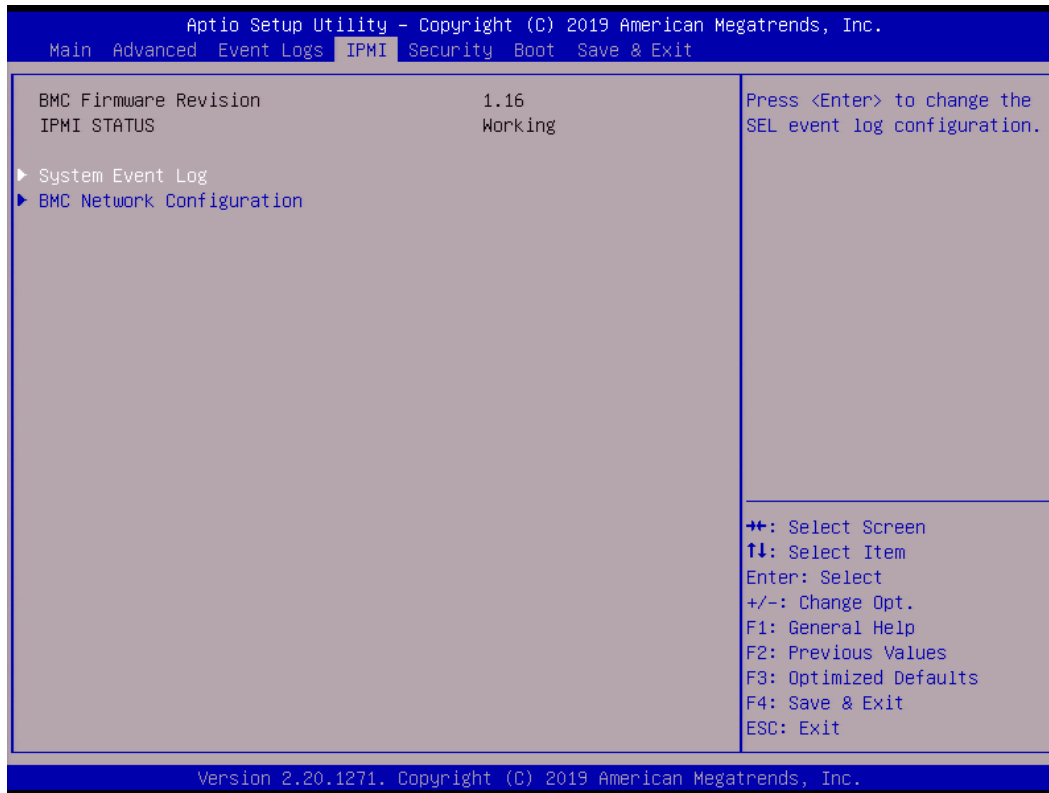 Aptio Setup Utility – Copyright (C) 2019 American Megatrends, Inc.
Main Advanced Event Logs IPMI Security Boot Save & Exit
BMC Firmware Revision 1.16
IPMI STATUS Working
► System Event Log
► BMC Network Configuration
Press <Enter> to change the
SEL event log configuration.
→←: Select Screen
↑↓: Select Item
Enter: Select
+/-: Change Opt.
F1: General Help
F2: Previous Values
F3: Optimized Defaults
F4: Save & Exit
ESC: Exit
Version 2.20.1271. Copyright (C) 2019 American Megatrends, Inc.